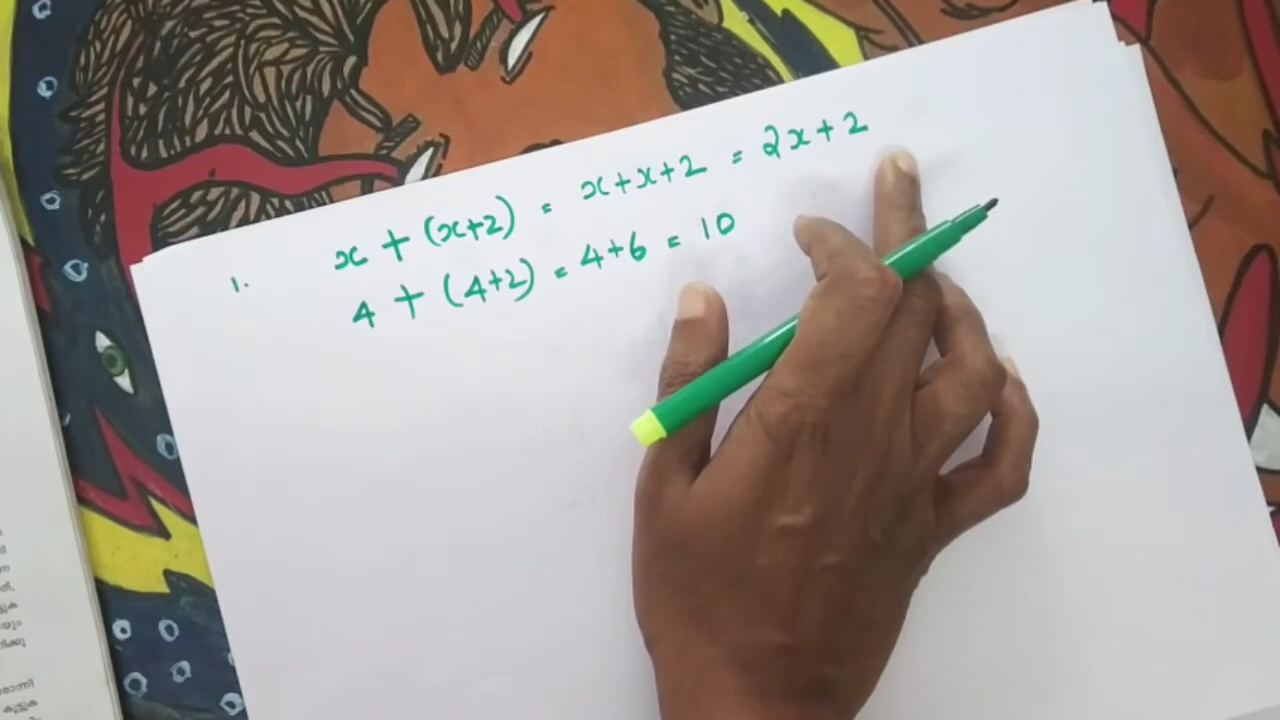 1. x + (x+2) = x+x+2 = 2x+2
4 + (4+2) = 4+6 = 10